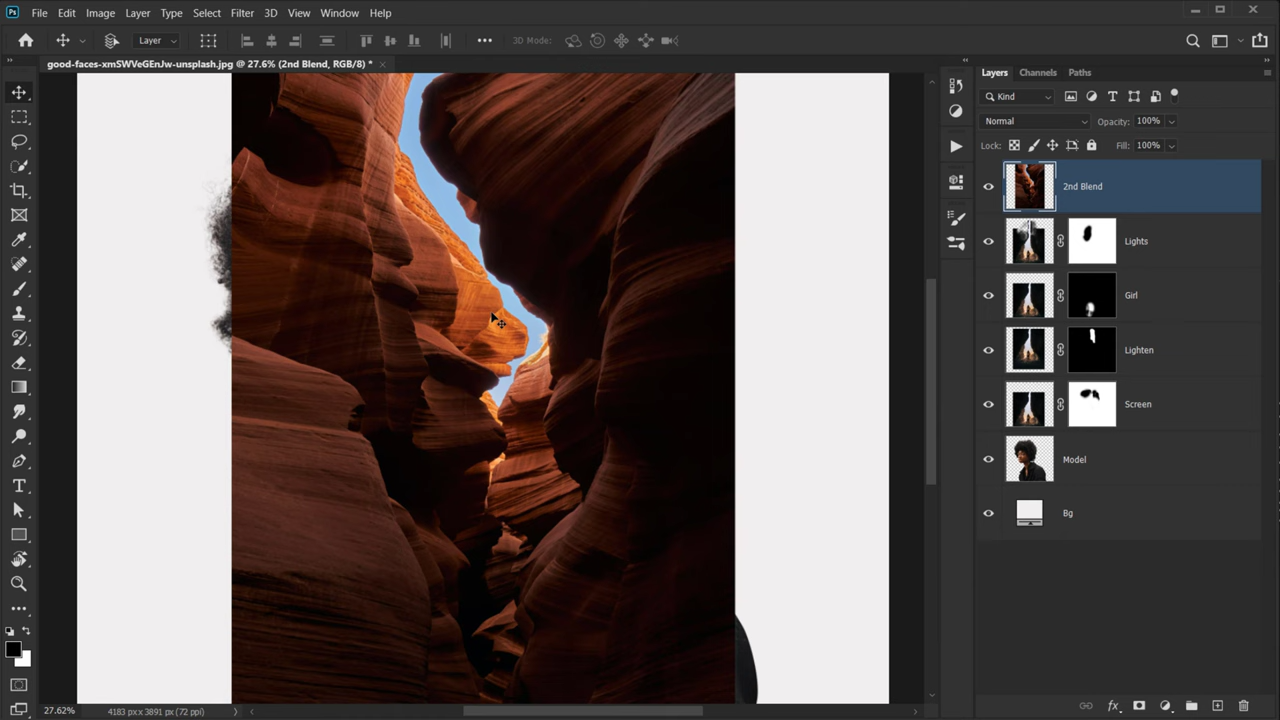 Ps File Edit Image Layer Type Select Filter 3D View Window Help
Layer ••• 3D Mode:
good-faces-xmSWVeGEnJw-unsplash.jpg @ 27.6% (2nd Blend, RGB/8) *
Layers Channels Paths
Kind
Normal Opacity: 100%
Lock: Fill: 100%
2nd Blend
Lights
Girl
Lighten
Screen
Model
Bg
27.62% 4183 px x 3891 px (72 ppi)
fx